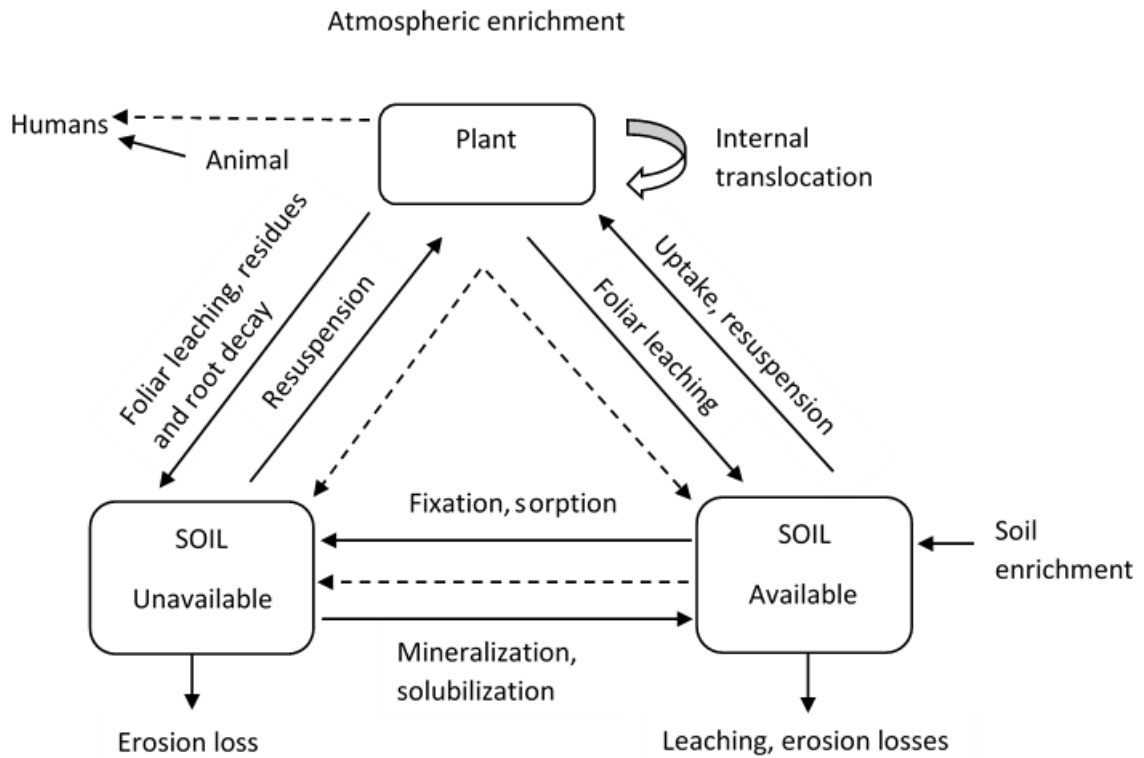 Atmospheric enrichment
Humans
Animal
Plant
Internal
translocation
Foliar leaching, residues
and root decay
Resuspension
Foliar leaching
Uptake, resuspension
SOIL
Unavailable
Fixation, sorption
Mineralization,
solubilization
SOIL
Available
Soil
enrichment
Erosion loss
Leaching, erosion losses